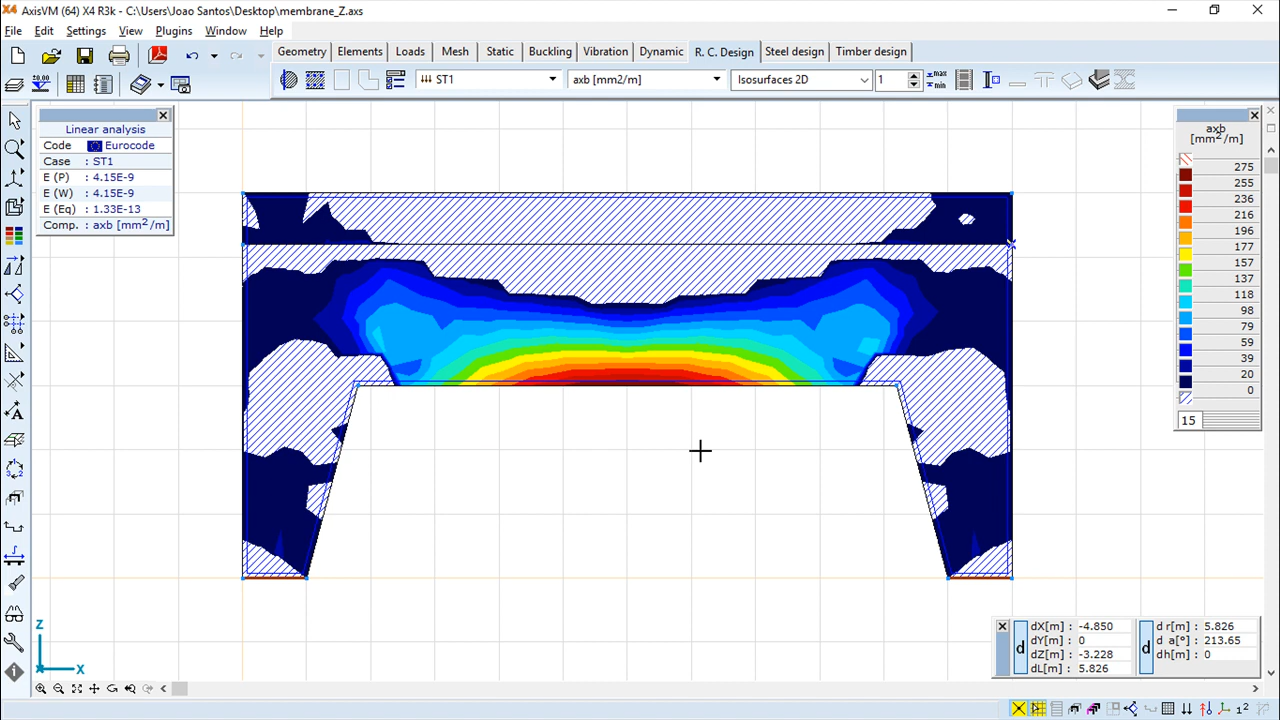 X4 AxisVM (64) X4 R3k - C:\Users\Joao Santos\Desktop\membrane_Z.axs
File Edit Settings View Plugins Window Help
Geometry Elements Loads Mesh Static Buckling Vibration Dynamic R. C. Design Steel design Timber design
ST1 axb [mm2/m] Isosurfaces 2D 1 max min
Linear analysis
Code : Eurocode
Case : ST1
E (P) : 4.15E-9
E (W) : 4.15E-9
E (Eq) : 1.33E-13
Comp. : axb [mm²/m]
axb
[mm²/m]
275
255
236
216
196
177
157
137
118
98
79
59
39
20
0
15
Z
X
d
dX[m] -4.850
dY[m] 0
dZ[m] -3.228
dL[m] 5.826
d
d r[m] 5.826
d a[°] 213.65
dh[m] 0